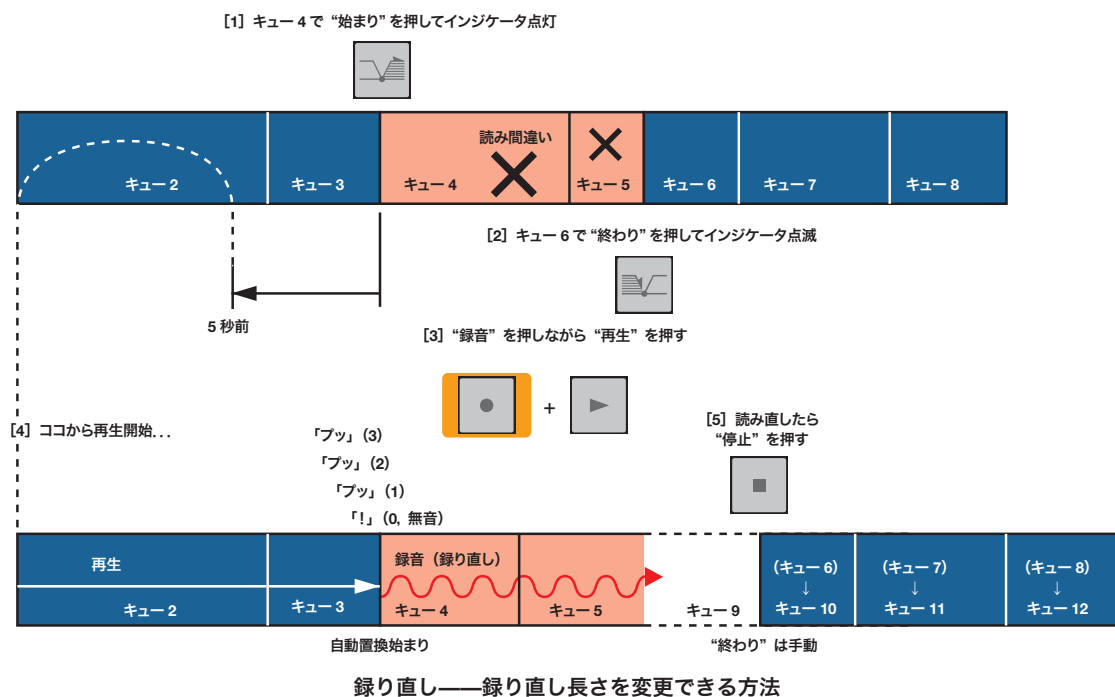 ［1］キュー 4 で “始まり” を押してインジケータ点灯
読み間違い
キュー 2
キュー 3
キュー 4
キュー 5
キュー 6
キュー 7
キュー 8
［2］キュー 6 で “終わり” を押してインジケータ点滅
5 秒前
［3］“録音” を押しながら “再生” を押す
+
［4］ココから再生開始...
［5］読み直したら
“停止” を押す
「プッ」（3）
「プッ」（2）
「プッ」（1）
「！」（0, 無音）
再生
録音（録り直し）
キュー 2
キュー 3
キュー 4
キュー 5
キュー 9
（キュー 6）
↓
キュー 10
（キュー 7）
↓
キュー 11
（キュー 8）
↓
キュー 12
自動置換始まり
“終わり” は手動
録り直し——録り直し長さを変更できる方法